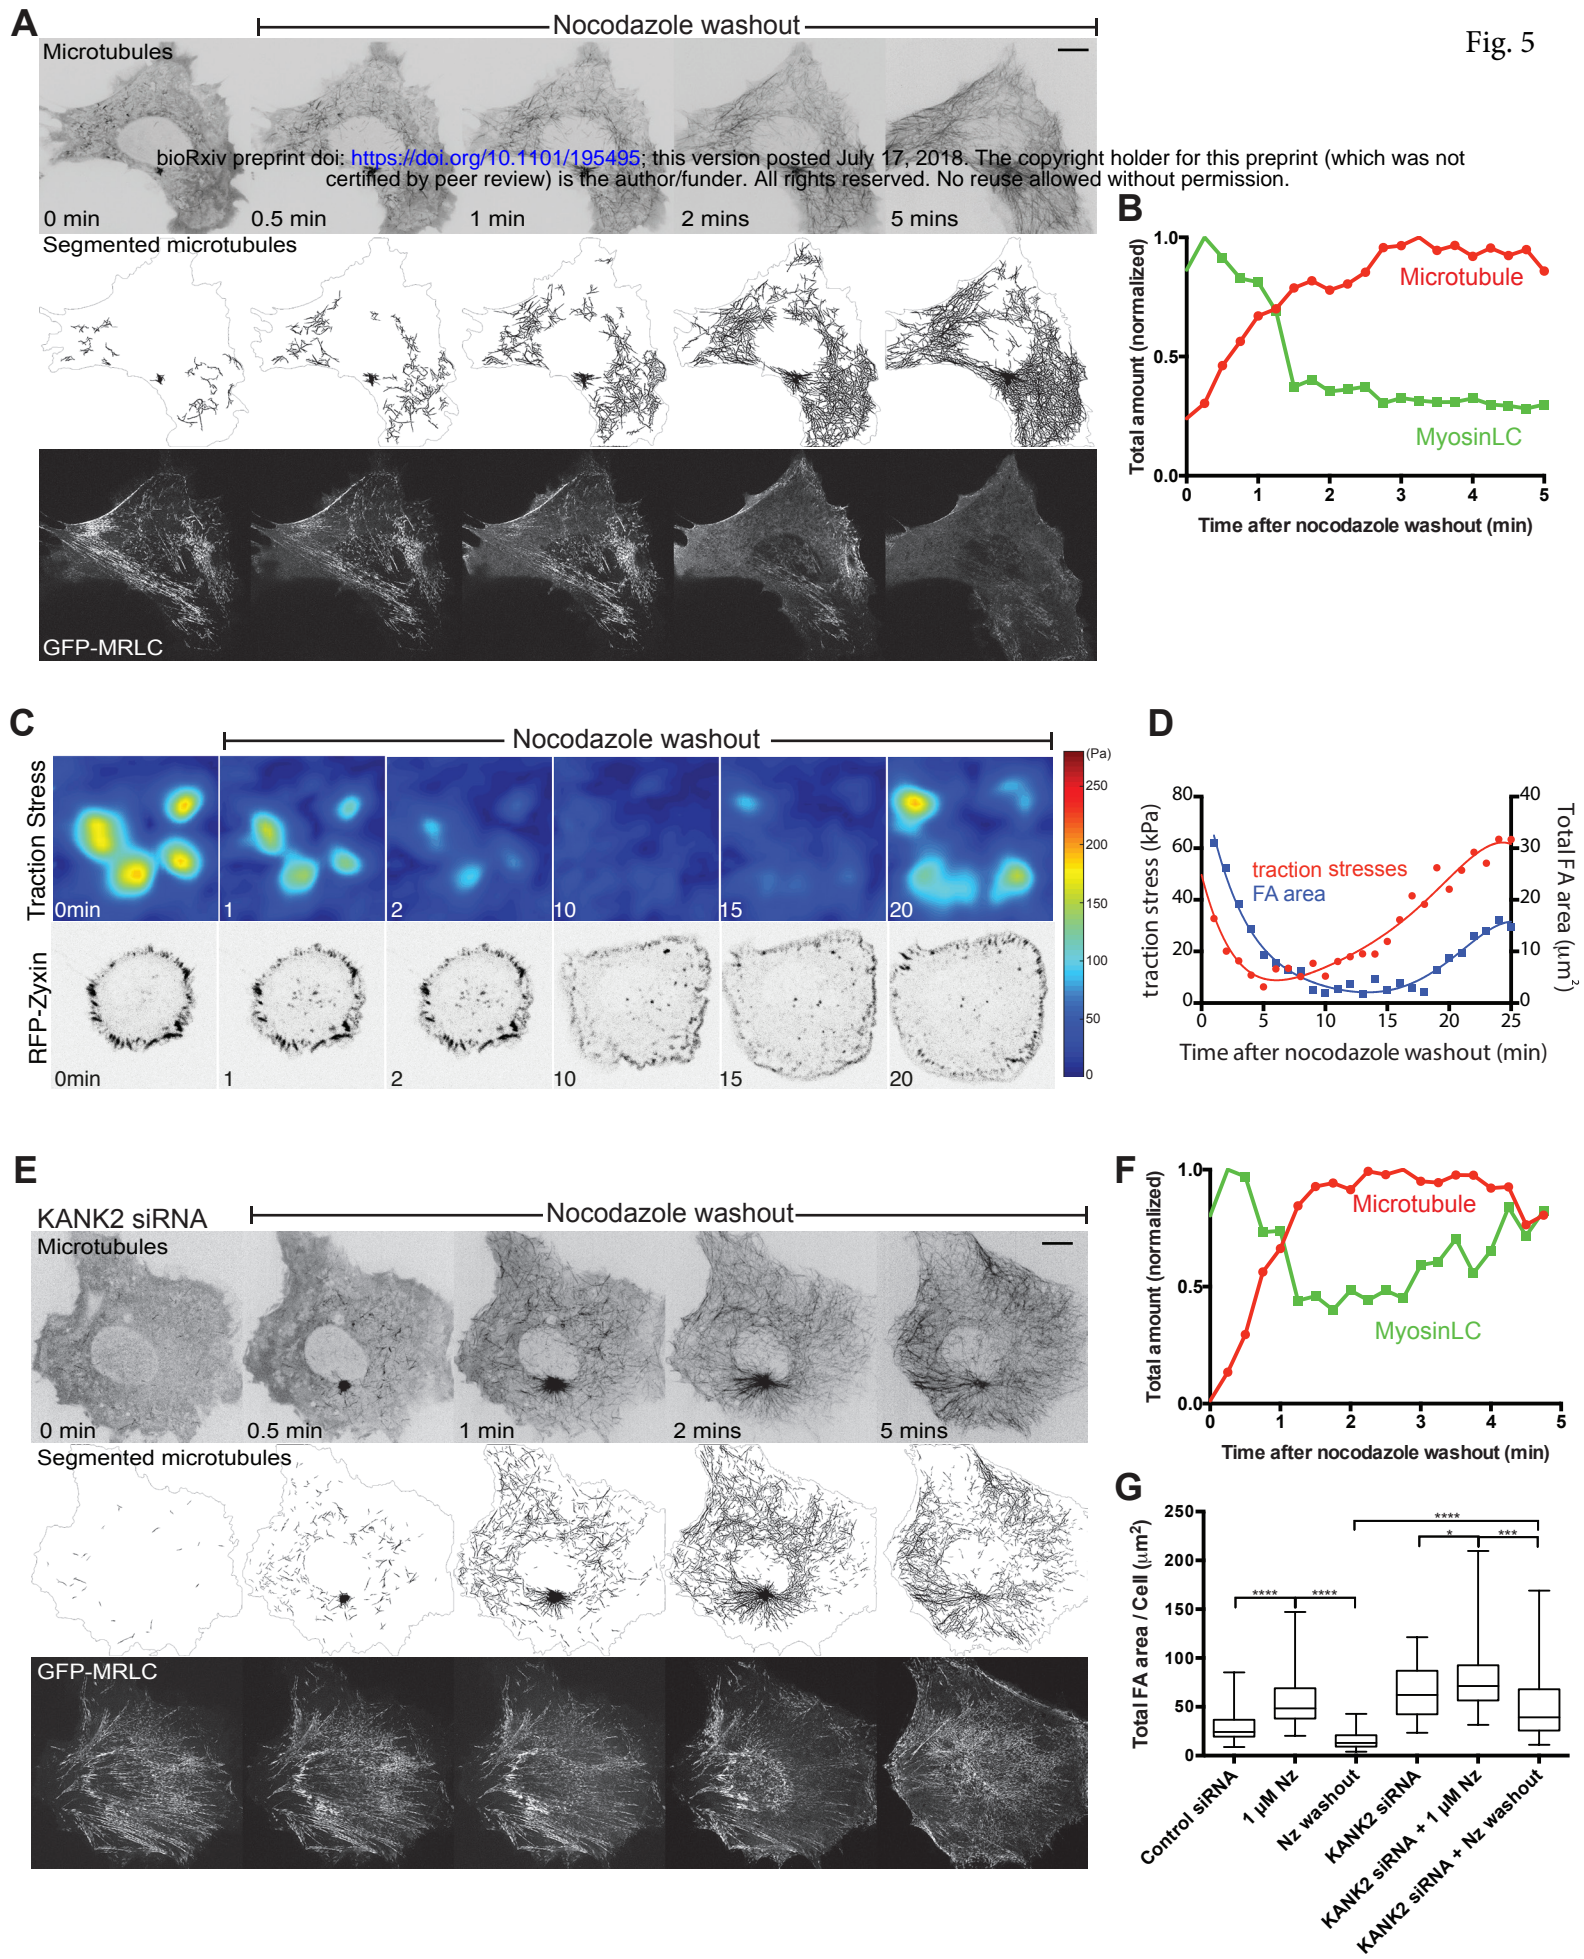 Fig. 5
A
Nocodazole washout
Microtubules
bioRxiv preprint doi: https://doi.org/10.1101/195495; this version posted July 17, 2018. The copyright holder for this preprint (which was not
certified by peer review) is the author/funder. All rights reserved. No reuse allowed without permission.
0 min
0.5 min
1 min
2 mins
5 mins
Segmented microtubules
GFP-MRLC
B
Total amount (normalized)
1.0
0.5
0.0
Microtubule
MyosinLC
0 1 2 3 4 5
Time after nocodazole washout (min)
C
Nocodazole washout
Traction Stress
0min
1
2
10
15
20
(Pa)
250
200
150
100
50
0
RFP-Zyxin
0min
1
2
10
15
20
D
traction stress (kPa)
80
60
40
20
0
traction stresses
FA area
40
30
20
10
0
Total FA area (μm²)
0 5 10 15 20 25
Time after nocodazole washout (min)
E
KANK2 siRNA
Nocodazole washout
Microtubules
0 min
0.5 min
1 min
2 mins
5 mins
Segmented microtubules
GFP-MRLC
F
Total amount (normalized)
1.0
0.5
0.0
Microtubule
MyosinLC
0 1 2 3 4 5
Time after nocodazole washout (min)
G
Total FA area / Cell (μm²)
250
200
150
100
50
0
****
* ***
**** ****
Control siRNA
1 μM Nz
Nz washout
KANK2 siRNA
KANK2 siRNA + 1 μM Nz
KANK2 siRNA + Nz washout